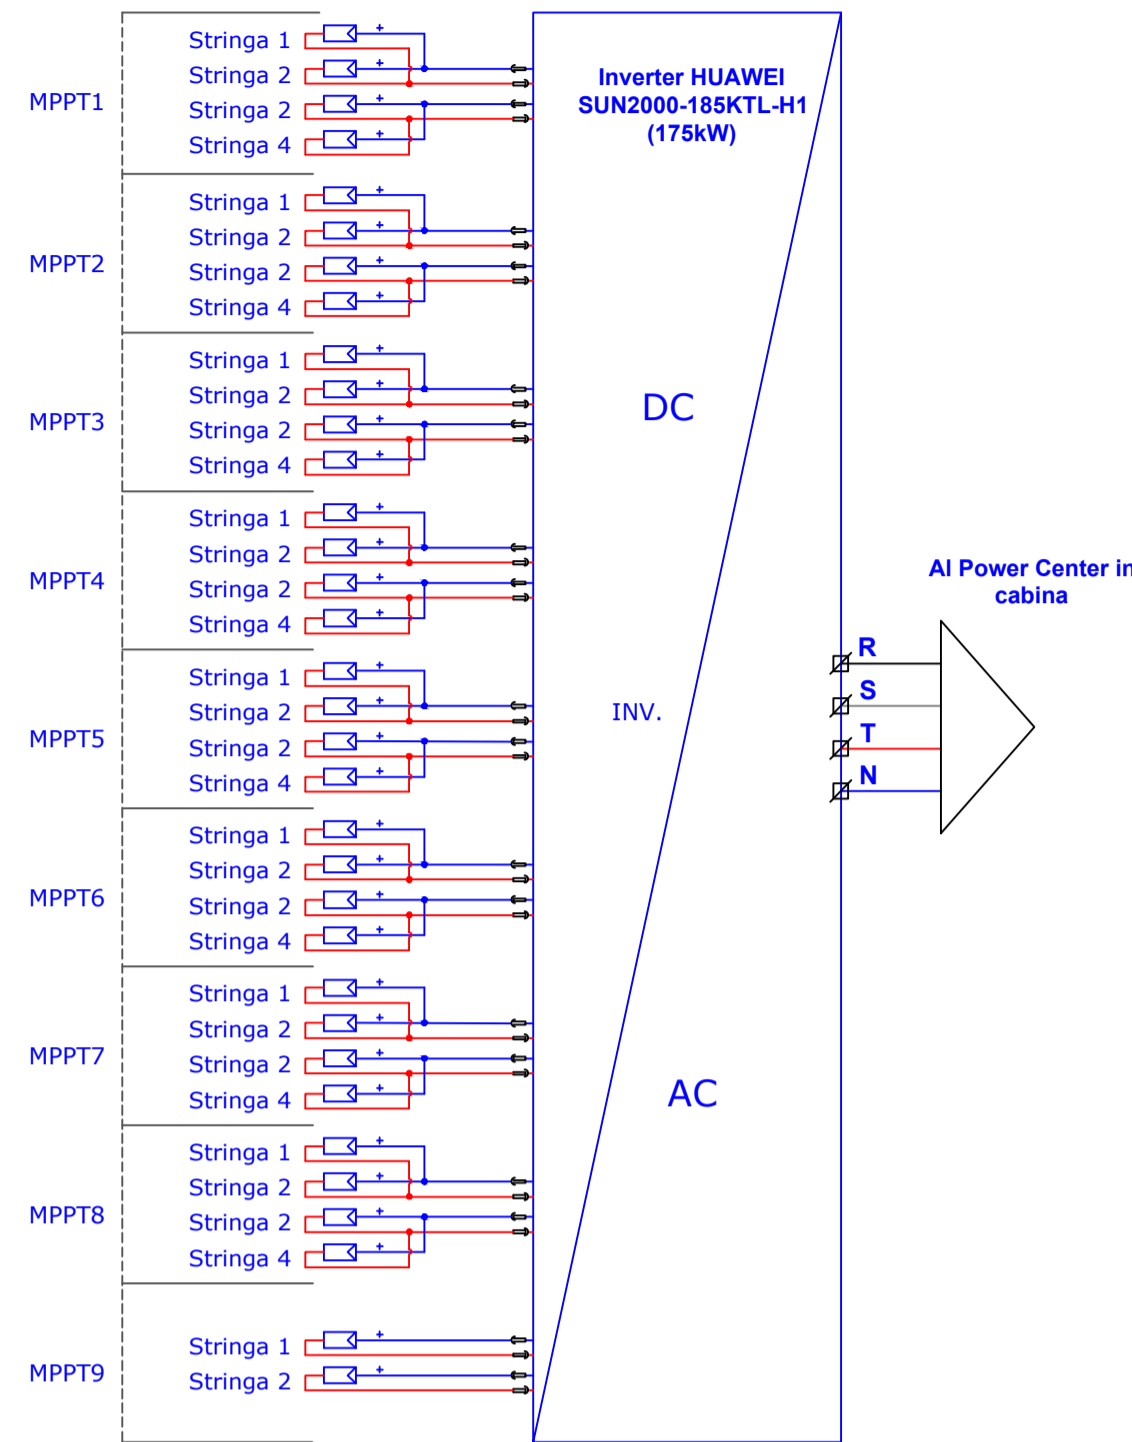 Inverter HUAWEI
SUN2000-185KTL-H1
(175kW)
MPPT1
Stringa 1
+
Stringa 2
+
Stringa 2
+
Stringa 4
+
MPPT2
Stringa 1
+
Stringa 2
+
Stringa 2
+
Stringa 4
+
MPPT3
Stringa 1
+
Stringa 2
+
Stringa 2
+
Stringa 4
+
DC
MPPT4
Stringa 1
+
Stringa 2
+
Stringa 2
+
Stringa 4
+
Al Power Center in
cabina
R
S
T
N
INV.
MPPT5
Stringa 1
+
Stringa 2
+
Stringa 2
+
Stringa 4
+
MPPT6
Stringa 1
+
Stringa 2
+
Stringa 2
+
Stringa 4
+
MPPT7
Stringa 1
+
Stringa 2
+
Stringa 2
+
Stringa 4
+
AC
MPPT8
Stringa 1
+
Stringa 2
+
Stringa 2
+
Stringa 4
+
MPPT9
Stringa 1
+
Stringa 2
+